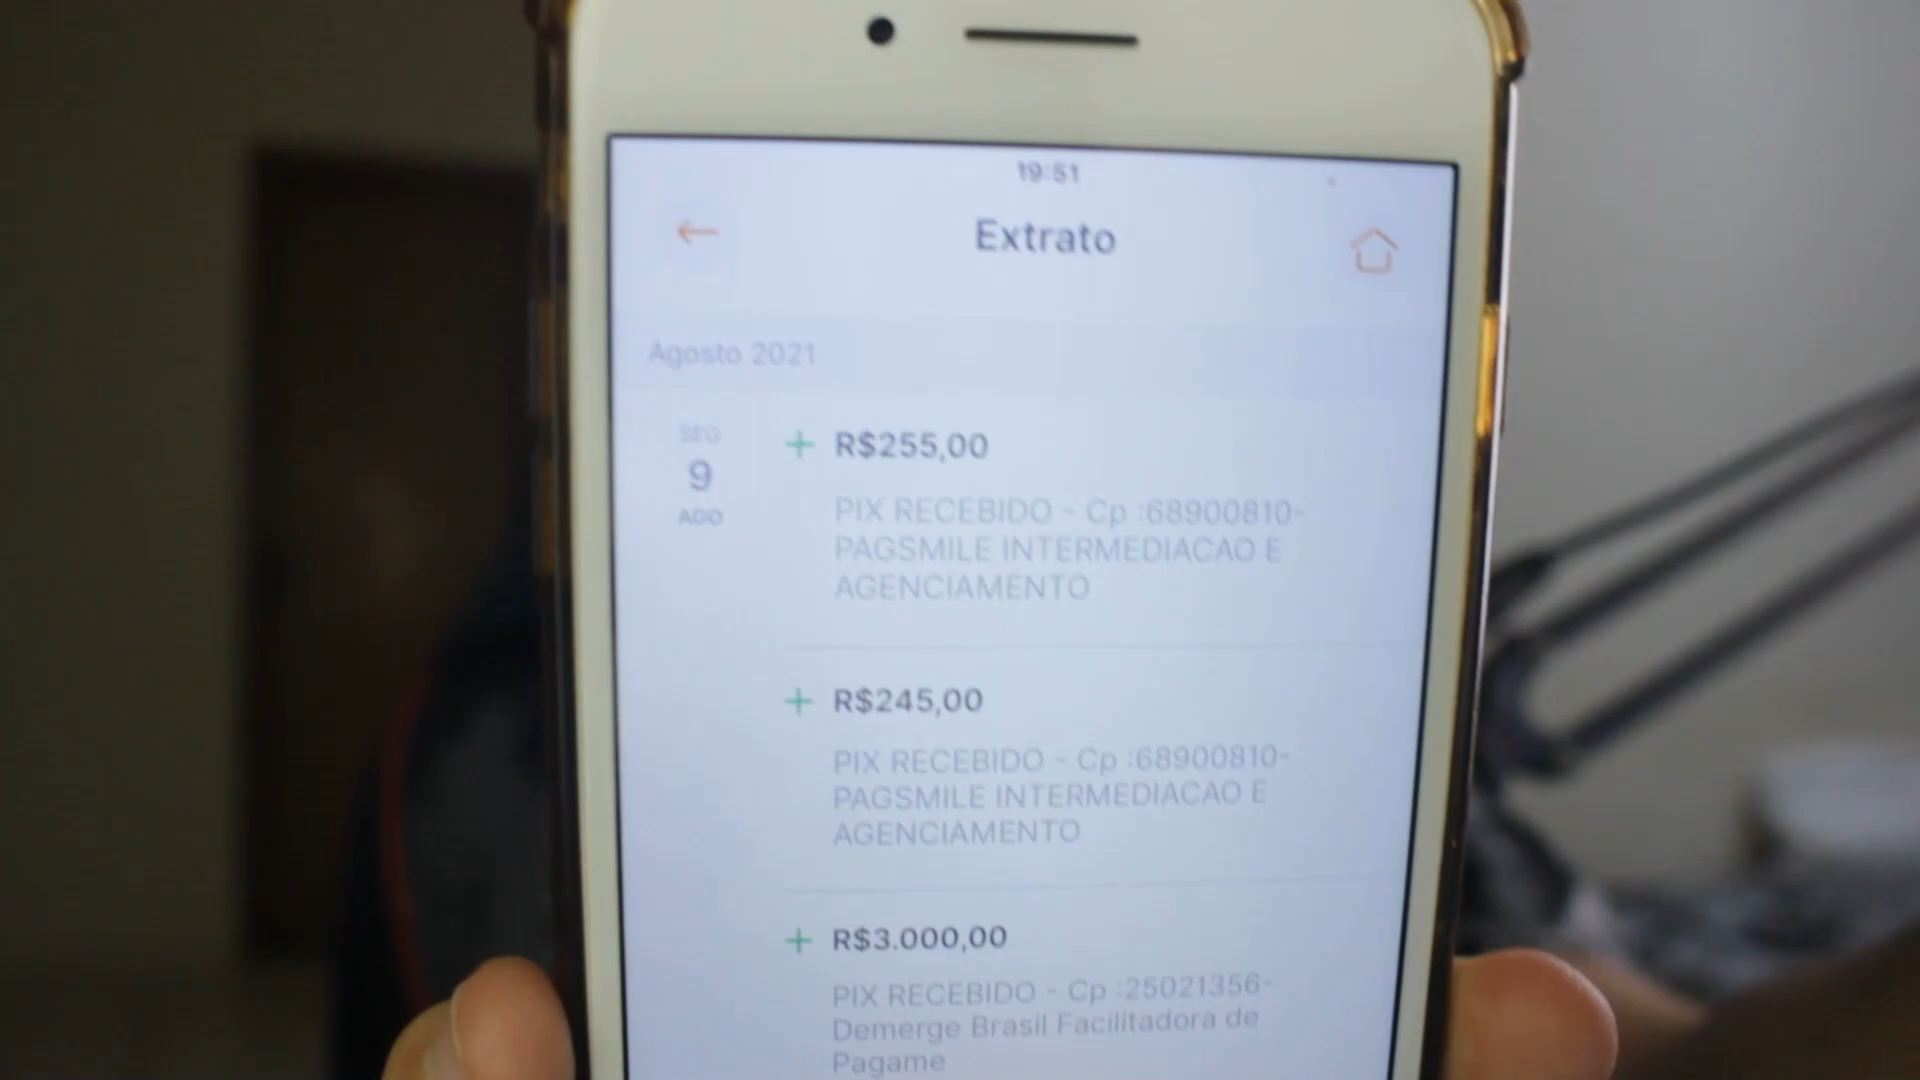 19:51
Extrato
Agosto 2021
SEG
9
AGO
+ R$255,00
PIX RECEBIDO - Cp :68900810-
PAGSMILE INTERMEDIACAO E
AGENCIAMENTO
+ R$245,00
PIX RECEBIDO - Cp :68900810-
PAGSMILE INTERMEDIACAO E
AGENCIAMENTO
+ R$3.000,00
PIX RECEBIDO - Cp :25021356-
Demerge Brasil Facilitadora de
Pagame